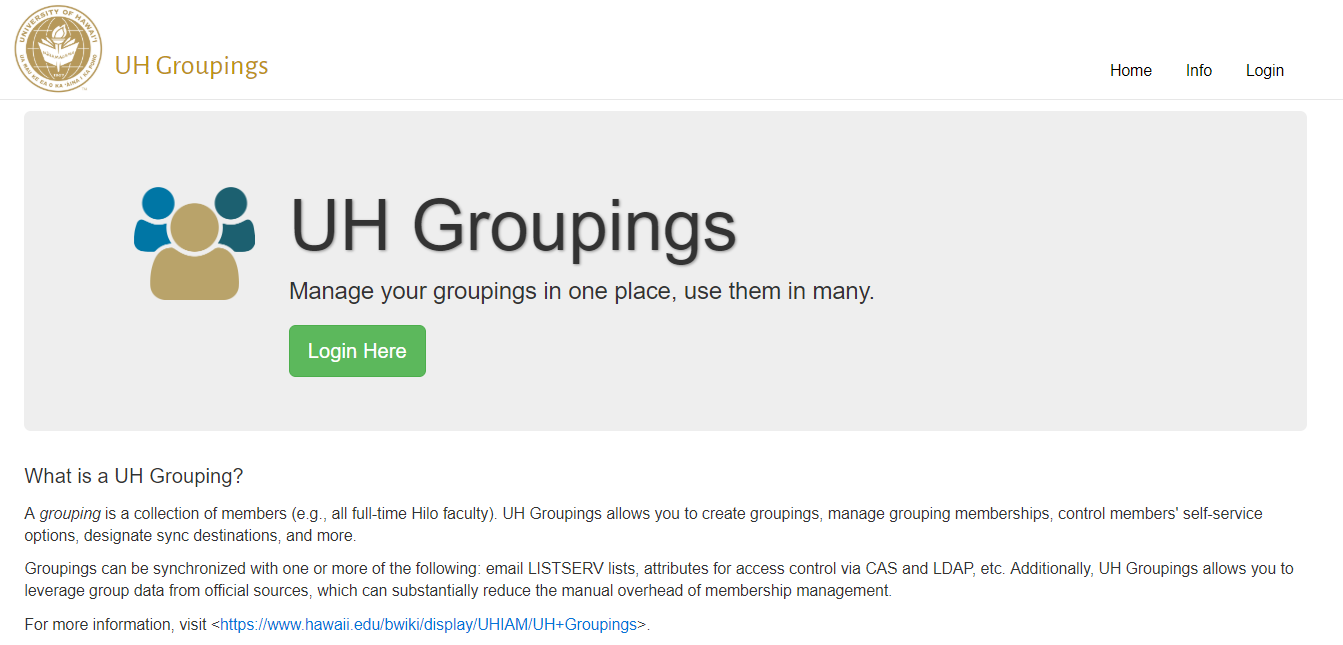 UNIVERSITY OF HAWAI'I
UH Groupings
Home
Info
Login
UH Groupings
Manage your groupings in one place, use them in many.
Login Here
What is a UH Grouping?
A grouping is a collection of members (e.g., all full-time Hilo faculty). UH Groupings allows you to create groupings, manage grouping memberships, control members' self-service
options, designate sync destinations, and more.
Groupings can be synchronized with one or more of the following: email LISTSERV lists, attributes for access control via CAS and LDAP, etc. Additionally, UH Groupings allows you to
leverage group data from official sources, which can substantially reduce the manual overhead of membership management.
For more information, visit <https://www.hawaii.edu/bwiki/display/UHIAM/UH+Groupings>.